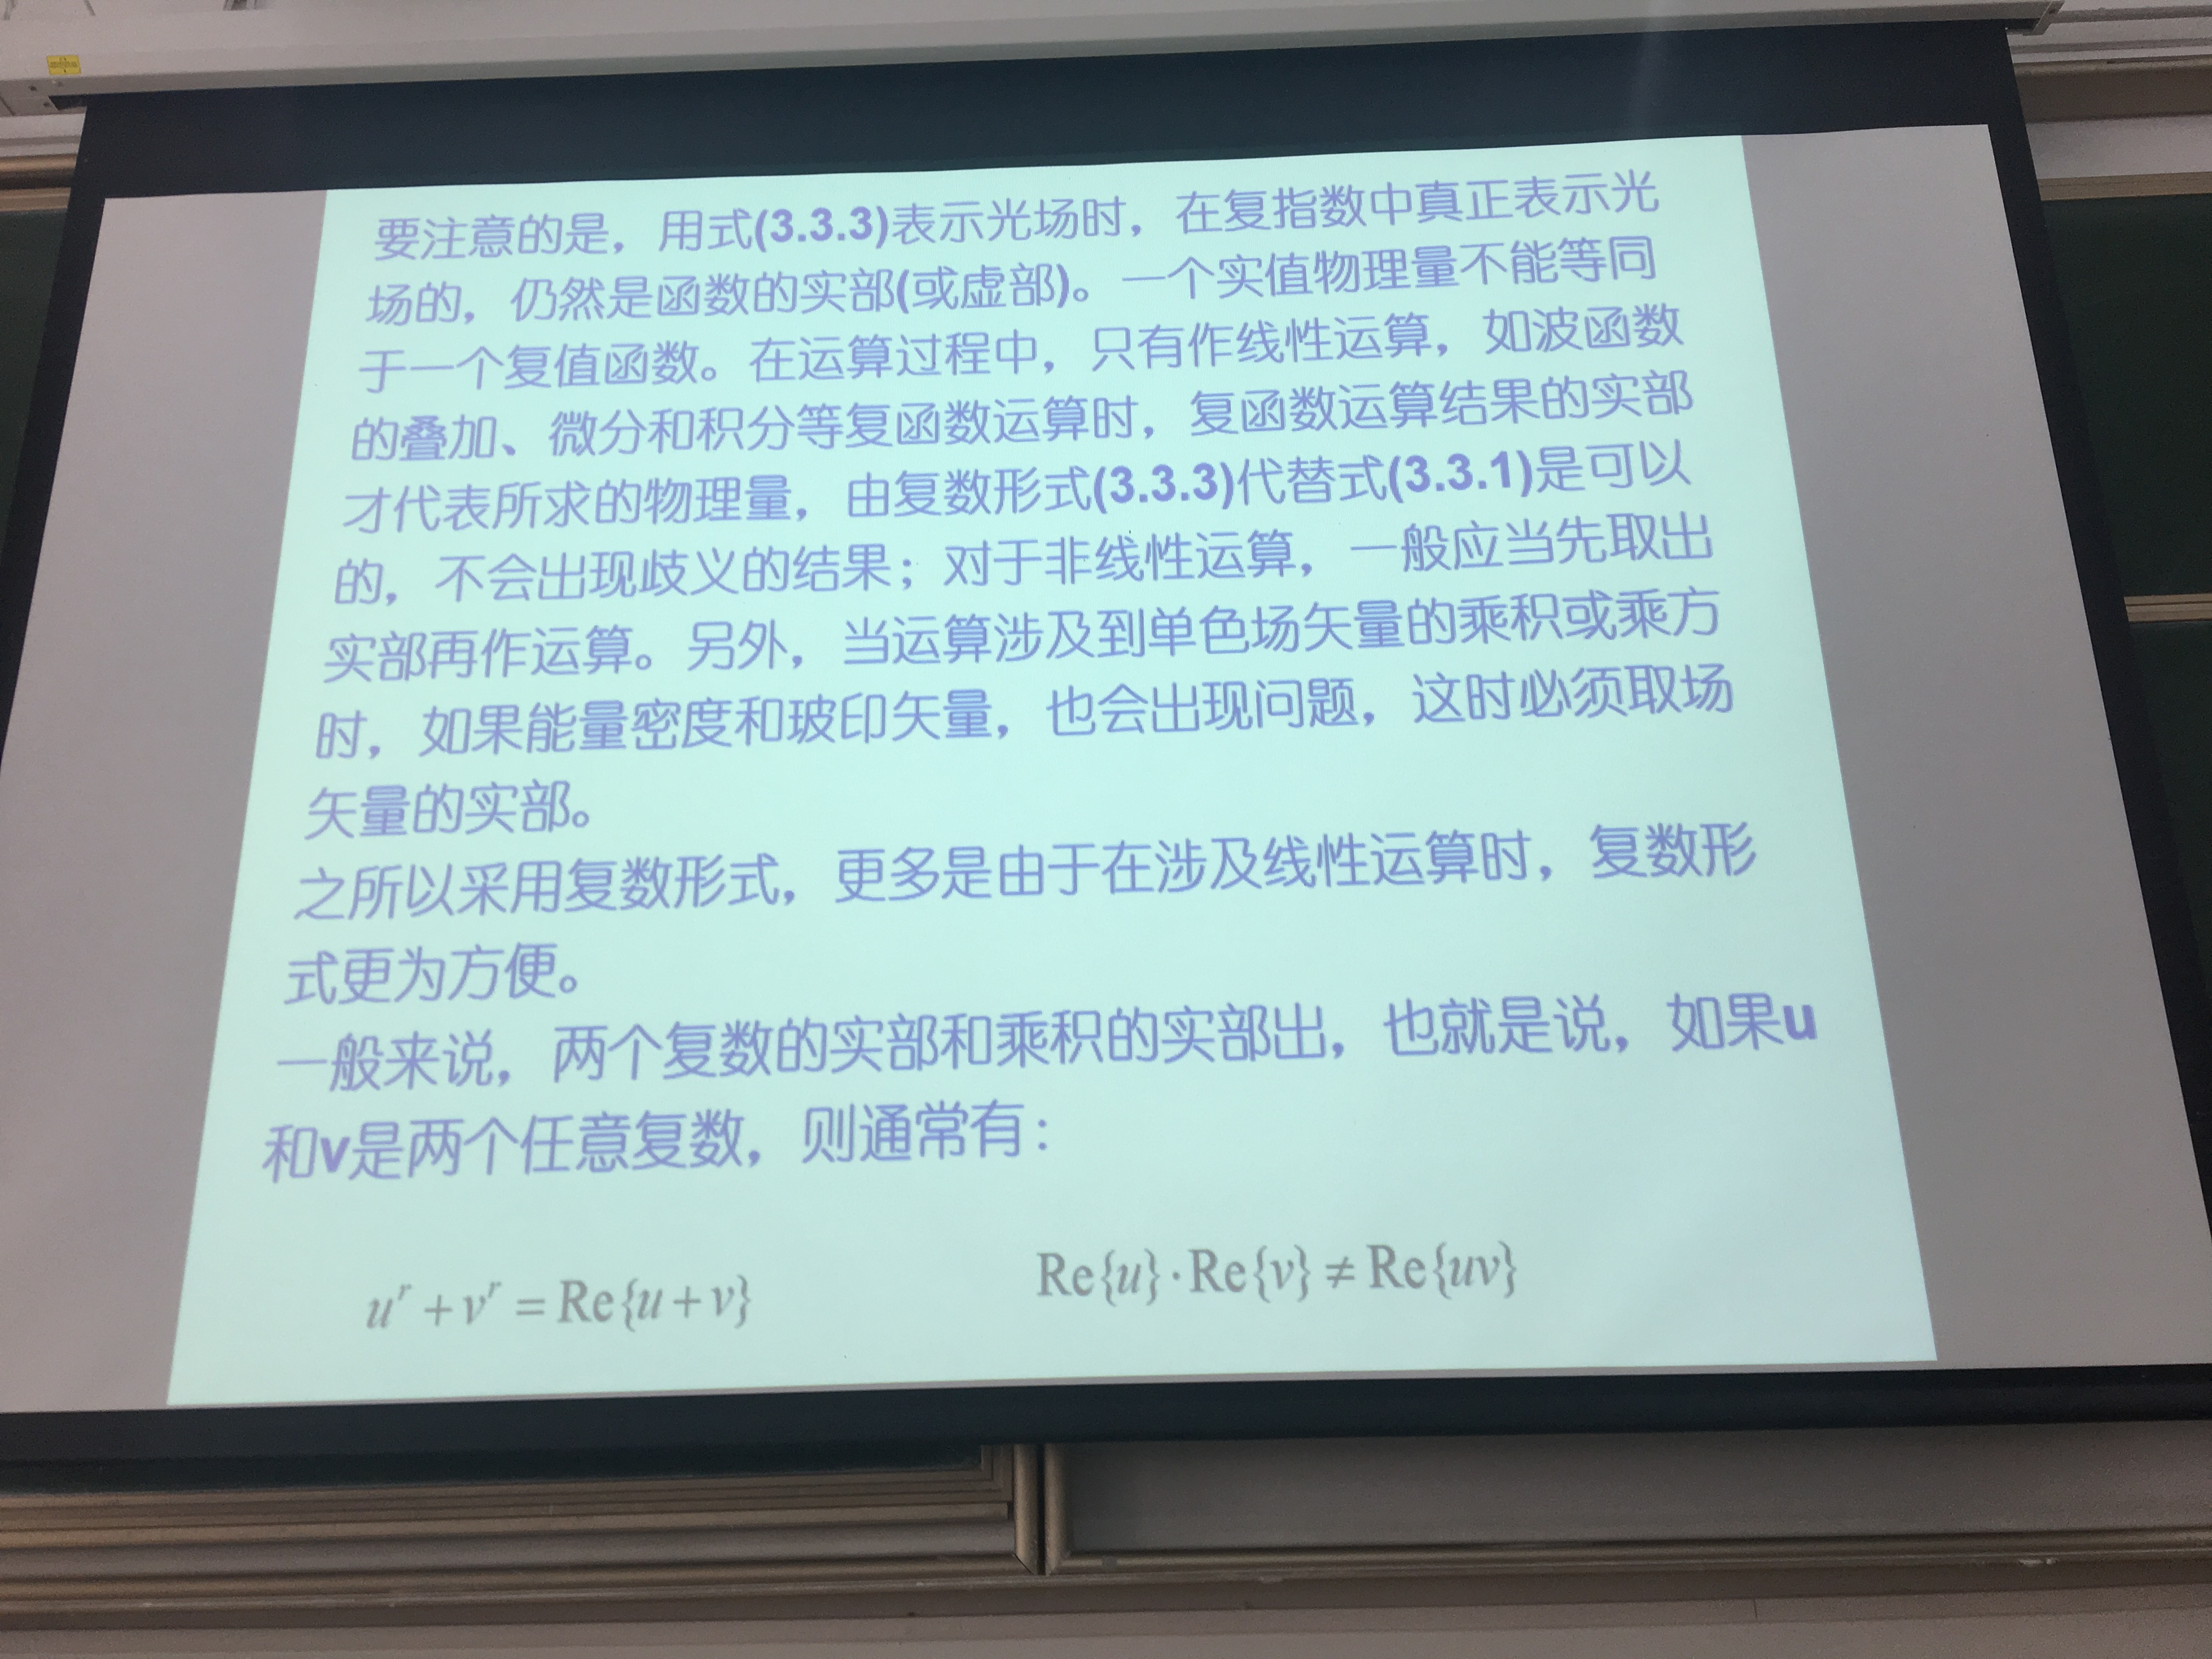 要注意的是，用式(3.3.3)表示光场时，在复指数中真正表示光
场的，仍然是函数的实部(或虚部)。一个实值物理量不能等同
于一个复值函数。在运算过程中，只有作线性运算，如波函数
的叠加、微分和积分等复函数运算时，复函数运算结果的实部
才代表所求的物理量，由复数形式(3.3.3)代替式(3.3.1)是可以
的，不会出现歧义的结果；对于非线性运算，一般应当先取出
实部再作运算。另外，当运算涉及到单色场矢量的乘积或乘方
时，如果能量密度和玻印矢量，也会出现问题，这时必须取场
矢量的实部。
之所以采用复数形式，更多是由于在涉及线性运算时，复数形
式更为方便。
一般来说，两个复数的实部和乘积的实部出，也就是说，如果u
和v是两个任意复数，则通常有：
u^r + v^r = Re{u + v}
Re{u}·Re{v} ≠ Re{uv}